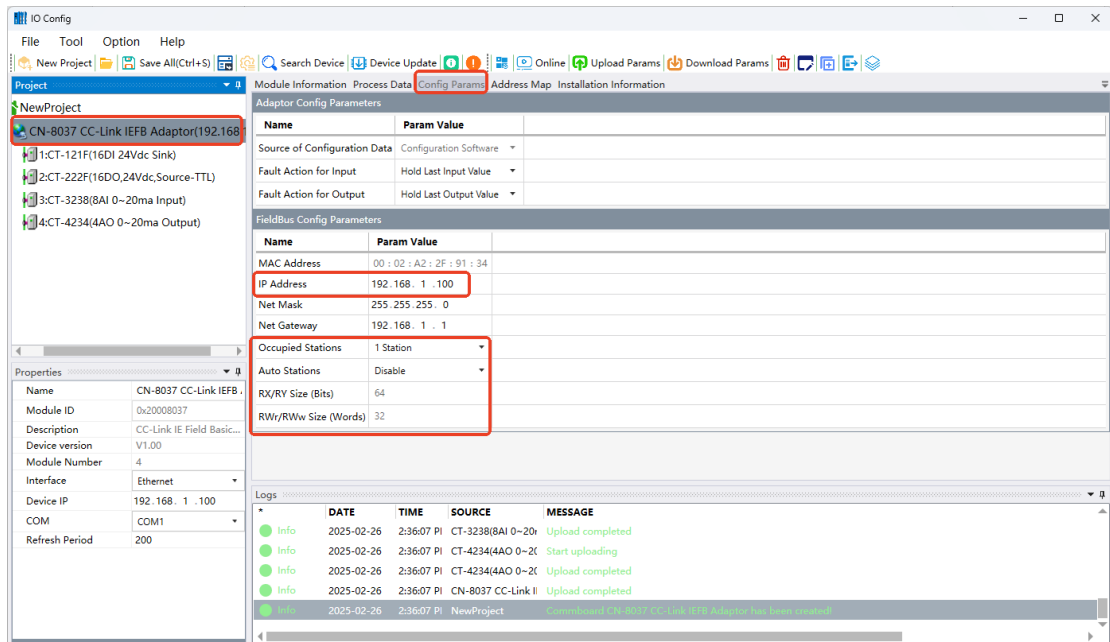 IO Config
File Tool Option Help
New Project Save All(Ctrl+S) Search Device Device Update Online Upload Params Download Params
Project
NewProject
CN-8037 CC-Link IEFB Adaptor(192.168
1:CT-121F(16DI 24Vdc Sink)
2:CT-222F(16DO,24Vdc,Source-TTL)
3:CT-3238(8AI 0~20ma Input)
4:CT-4234(4AO 0~20ma Output)
Properties
Name CN-8037 CC-Link IEFB
Module ID 0x20008037
Description CC-Link IE Field Basic...
Device version V1.00
Module Number 4
Interface Ethernet
Device IP 192.168. 1 .100
COM COM1
Refresh Period 200
Module Information Process Data Config Params Address Map Installation Information
Adaptor Config Parameters
Name Param Value
Source of Configuration Data Configuration Software
Fault Action for Input Hold Last Input Value
Fault Action for Output Hold Last Output Value
FieldBus Config Parameters
Name Param Value
MAC Address 00 : 02 : A2 : 2F : 91 : 34
IP Address 192.168. 1 .100
Net Mask 255.255.255. 0
Net Gateway 192.168. 1 . 1
Occupied Stations 1 Station
Auto Stations Disable
RX/RY Size (Bits) 64
RWr/RWw Size (Words) 32
Logs
* DATE TIME SOURCE MESSAGE
Info 2025-02-26 2:36:07 PI CT-3238(8AI 0~20 Upload completed
Info 2025-02-26 2:36:07 PI CT-4234(4AO 0~20 Start uploading
Info 2025-02-26 2:36:07 PI CT-4234(4AO 0~20 Upload completed
Info 2025-02-26 2:36:07 PI CN-8037 CC-Link I Upload completed
Info 2025-02-26 2:36:07 PI NewProject Commboard CN-8037 CC-Link IEFB Adaptor has been created!